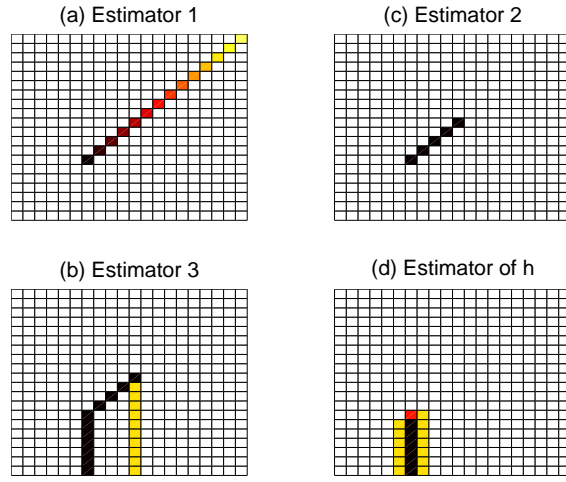 (a) Estimator 1
(c) Estimator 2
(b) Estimator 3
(d) Estimator of h